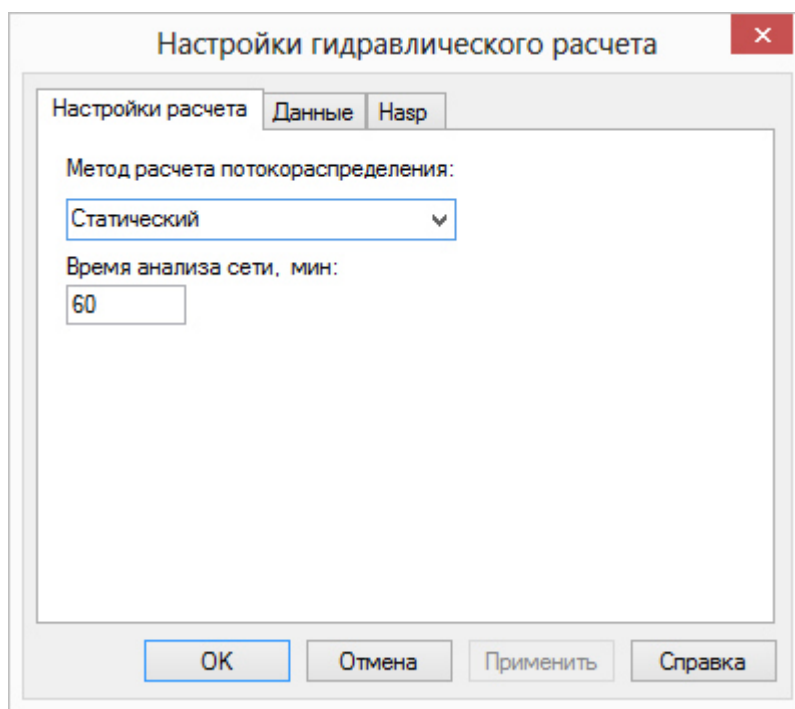 Настройки гидравлического расчета
Настройки расчета Данные Hasp
Метод расчета потокораспределения:
Статический
Время анализа сети, мин:
60
OK Отмена Применить Справка